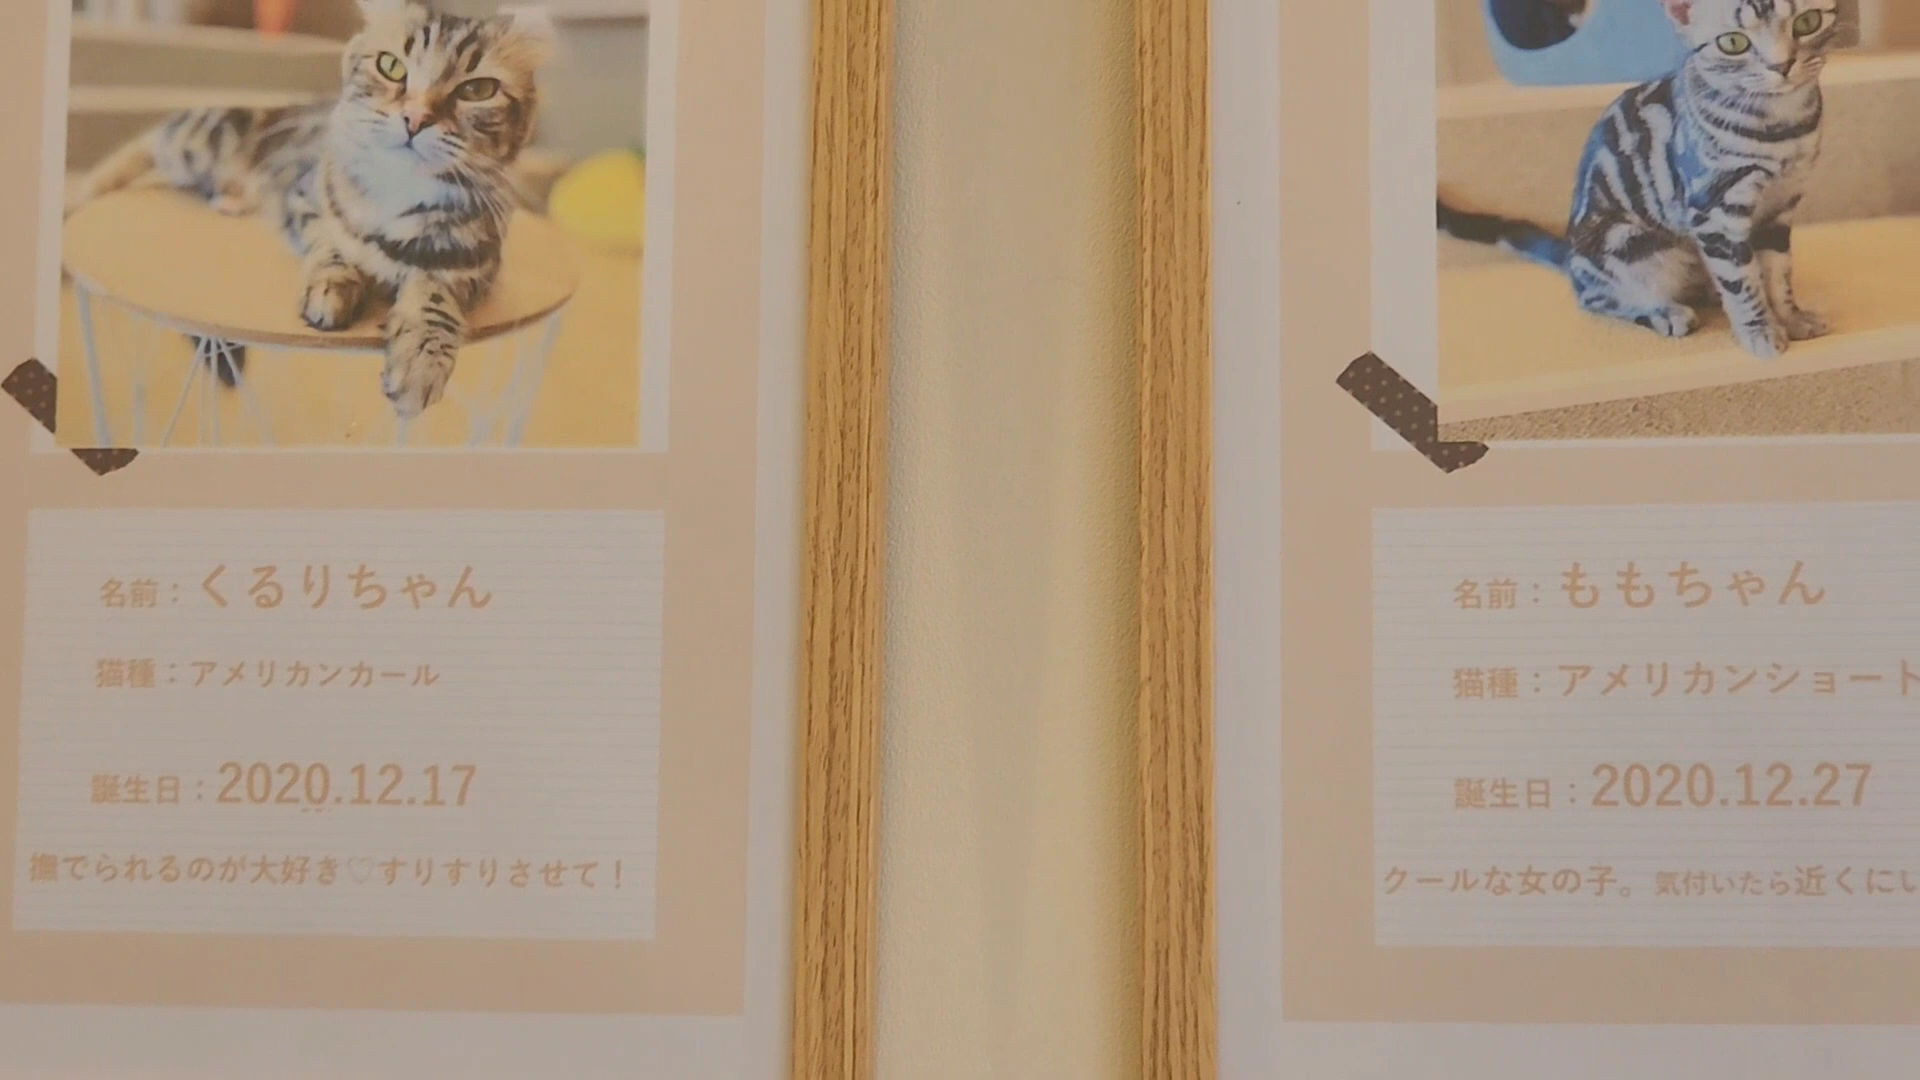 名前：くるりちゃん
猫種：アメリカンカール
誕生日：2020.12.17
撫でられるのが大好き♡すりすりさせて！
名前：ももちゃん
猫種：アメリカンショート
誕生日：2020.12.27
クールな女の子。気付いたら近くにい